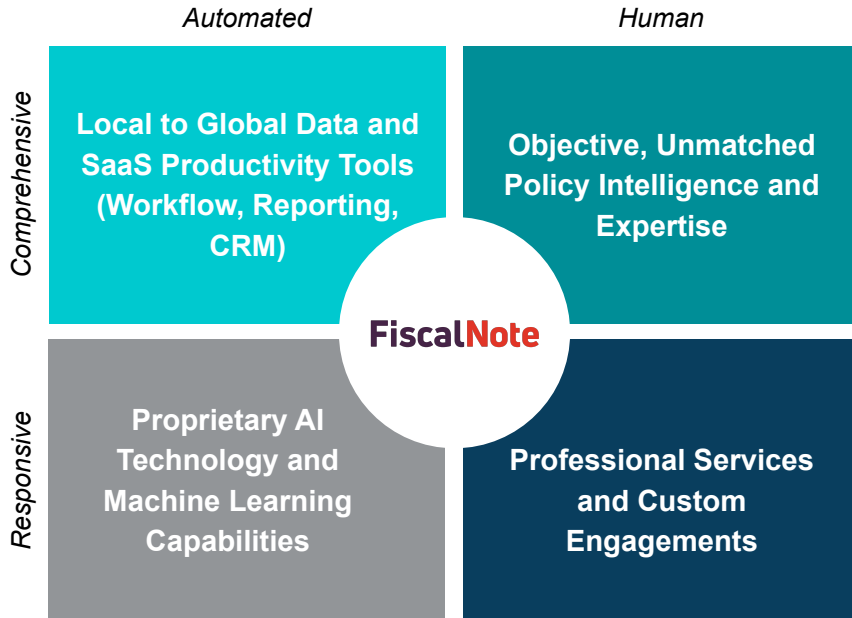 Automated
Human
Comprehensive
Local to Global Data and
SaaS Productivity Tools
(Workflow, Reporting,
CRM)
Objective, Unmatched
Policy Intelligence and
Expertise
FiscalNote
Responsive
Proprietary AI
Technology and
Machine Learning
Capabilities
Professional Services
and Custom
Engagements